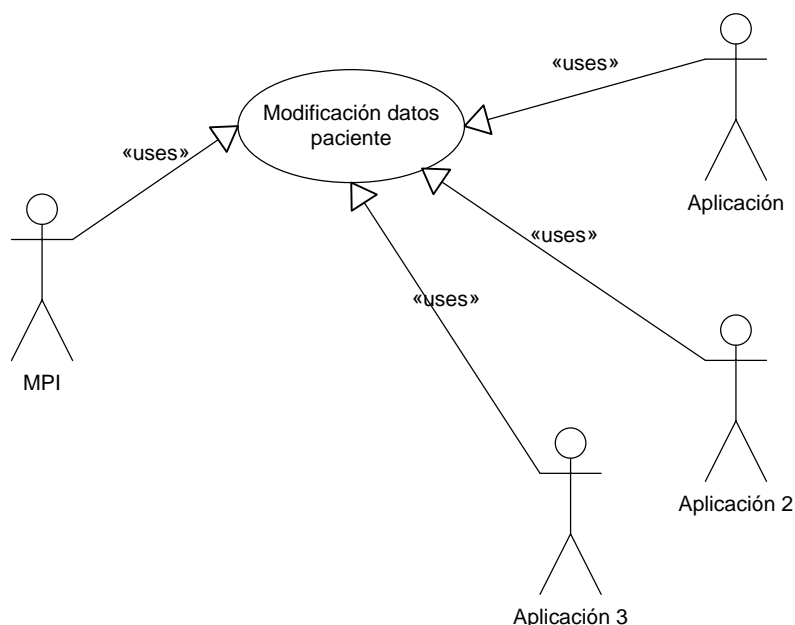 «uses»
Modificación datos
paciente
«uses»
Aplicación
«uses»
«uses»
MPI
Aplicación 2
Aplicación 3